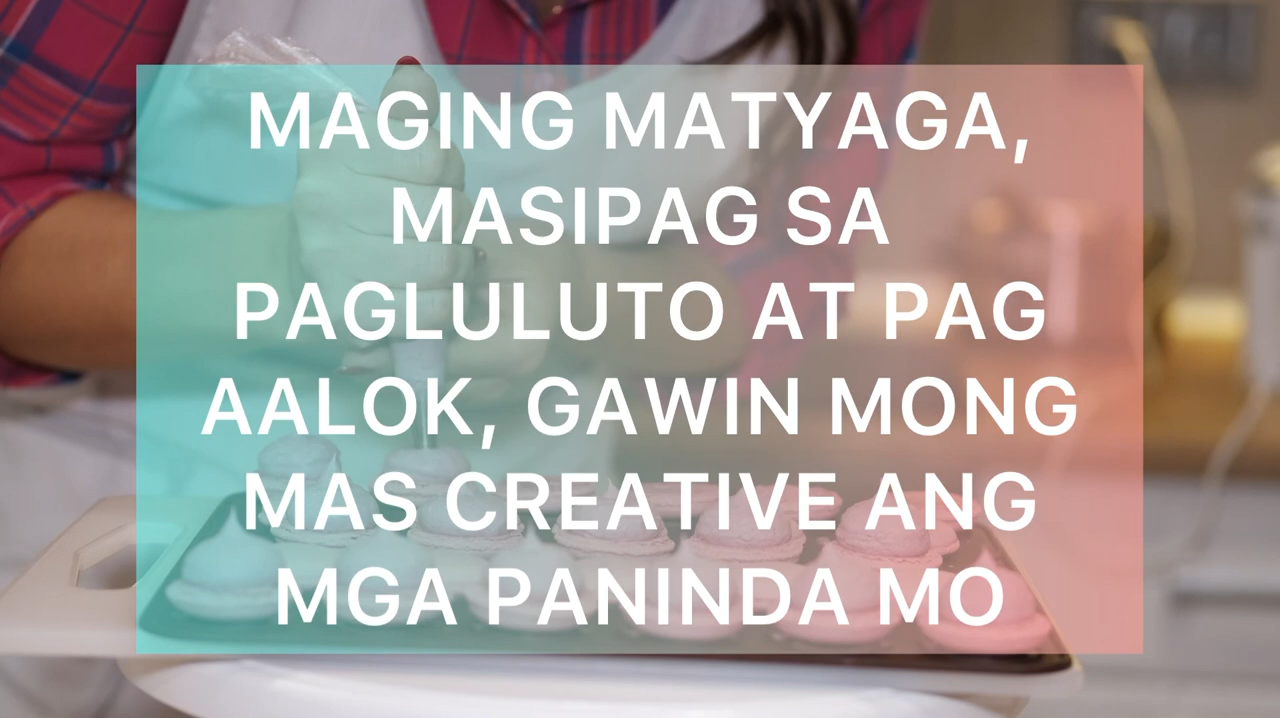 MAGING MATYAGA,
MASIPAG SA
PAGLULUTO AT PAG
AALOK, GAWIN MONG
MAS CREATIVE ANG
MGA PANINDA MO